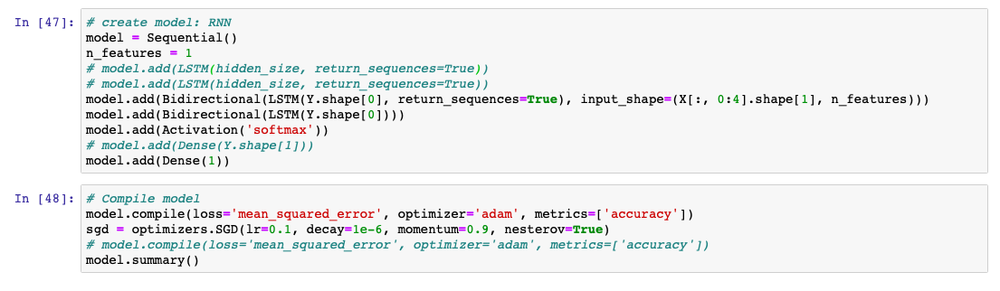 In [47]: # create model: RNN
model = Sequential()
n_features = 1
# model.add(LSTM(hidden_size, return_sequences=True))
# model.add(LSTM(hidden_size, return_sequences=True))
model.add(Bidirectional(LSTM(Y.shape[0], return_sequences=True), input_shape=(X[:, 0:4].shape[1], n_features)))
model.add(Bidirectional(LSTM(Y.shape[0])))
model.add(Activation('softmax'))
# model.add(Dense(Y.shape[1]))
model.add(Dense(1))
In [48]: # Compile model
model.compile(loss='mean_squared_error', optimizer='adam', metrics=['accuracy'])
sgd = optimizers.SGD(lr=0.1, decay=1e-6, momentum=0.9, nesterov=True)
# model.compile(loss='mean_squared_error', optimizer='adam', metrics=['accuracy'])
model.summary()